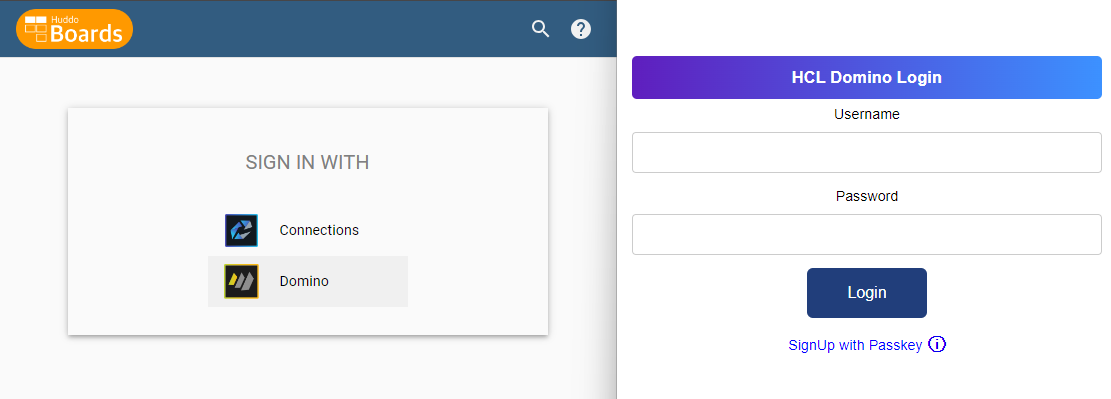 Huddo
Boards
SIGN IN WITH
Connections
Domino
HCL Domino Login
Username
Password
Login
SignUp with Passkey